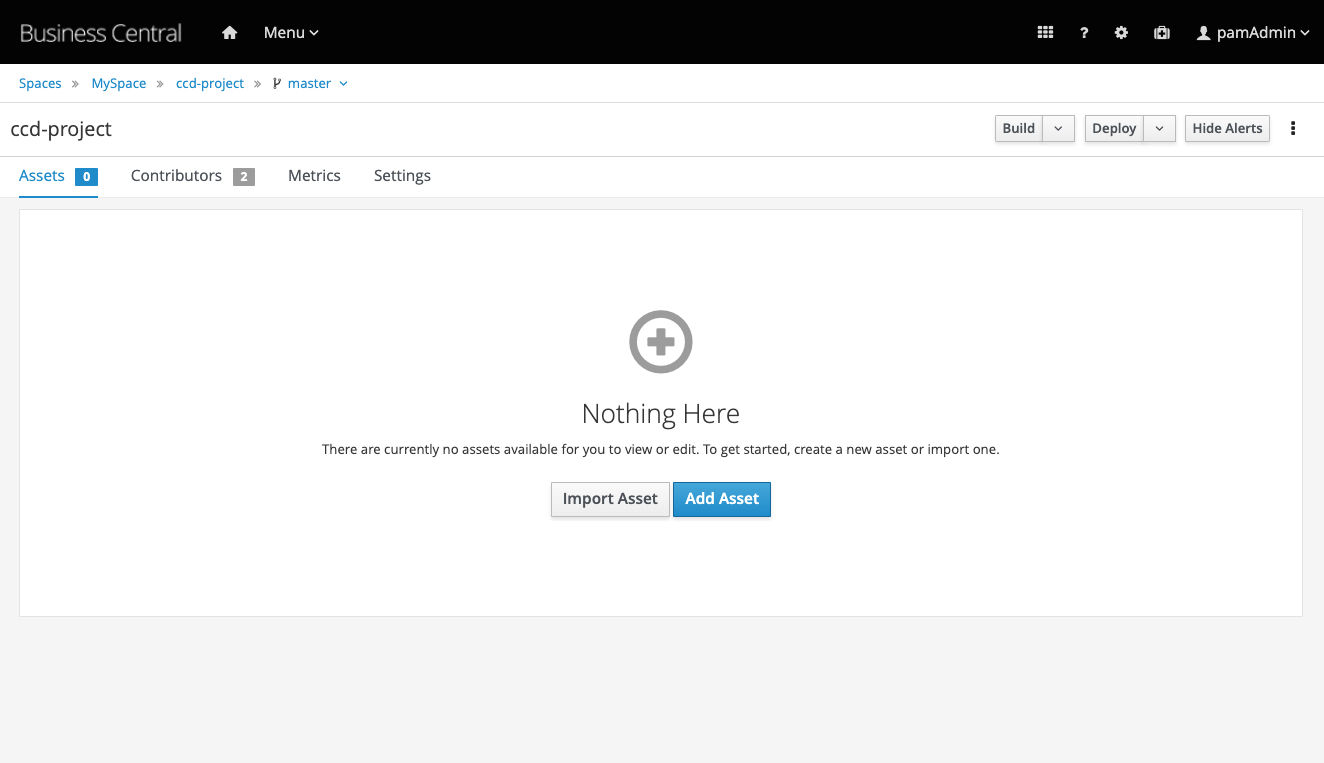 Business Central Menu ? pamAdmin
Spaces » MySpace » ccd-project » master
ccd-project Build Deploy Hide Alerts
Assets 0 Contributors 2 Metrics Settings
Nothing Here
There are currently no assets available for you to view or edit. To get started, create a new asset or import one.
Import Asset Add Asset